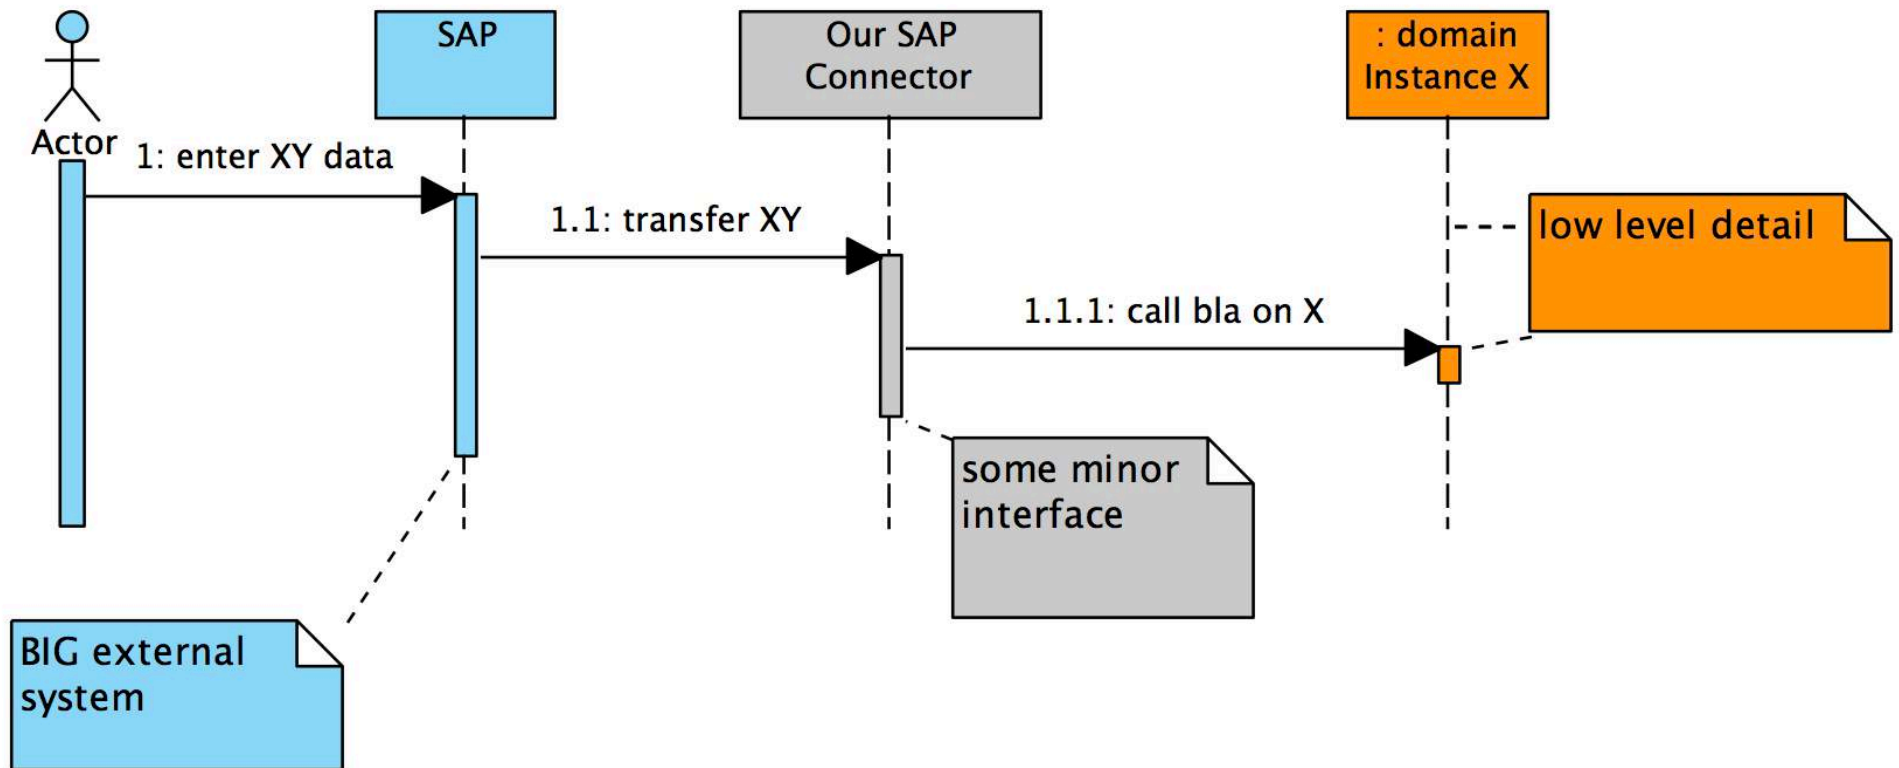 SAP
Our SAP
Connector
: domain
Instance X
Actor
1: enter XY data
1.1: transfer XY
low level detail
1.1.1: call bla on X
some minor
interface
BIG external
system